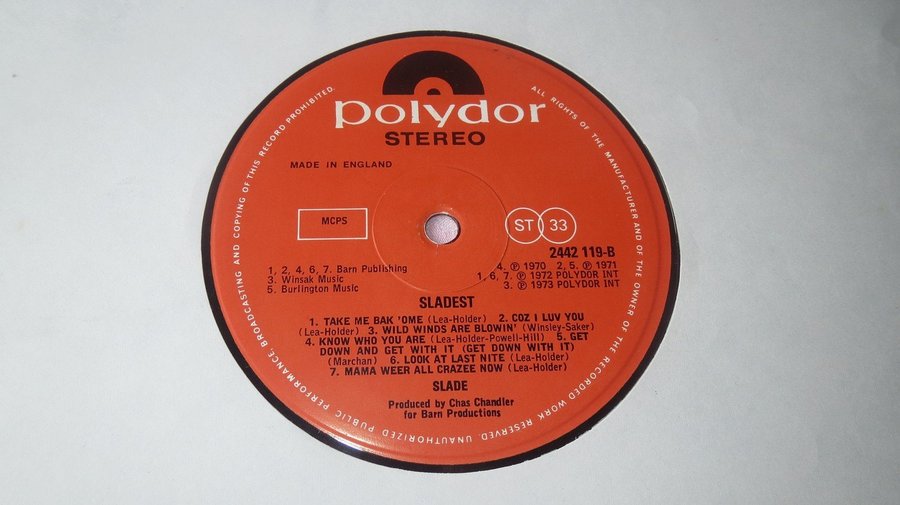 polydor
STEREO
MADE IN ENGLAND
MCPS
ST 33
2442 119-B
1, 2, 4, 6, 7. Barn Publishing
3. Winsak Music
5. Burlington Music
4. ℗ 1970 2, 5. ℗ 1971
1, 6, 7. ℗ 1972 POLYDOR INT
3. ℗ 1973 POLYDOR INT
SLADEST
1. TAKE ME BAK 'OME (Lea-Holder) 2. COZ I LUV YOU
(Lea-Holder) 3. WILD WINDS ARE BLOWIN' (Winsley-Saker)
4. KNOW WHO YOU ARE (Lea-Holder-Powell-Hill) 5. GET
DOWN AND GET WITH IT (GET DOWN WITH IT)
(Marchan) 6. LOOK AT LAST NITE (Lea-Holder)
7. MAMA WEER ALL CRAZEE NOW (Lea-Holder)
SLADE
Produced by Chas Chandler
for Barn Productions
ALL RIGHTS OF THE MANUFACTURER AND OF THE OWNER OF THE RECORDED WORK RESERVED. UNAUTHORIZED PUBLIC PERFORMANCE, BROADCASTING AND COPYING OF THIS RECORD PROHIBITED.